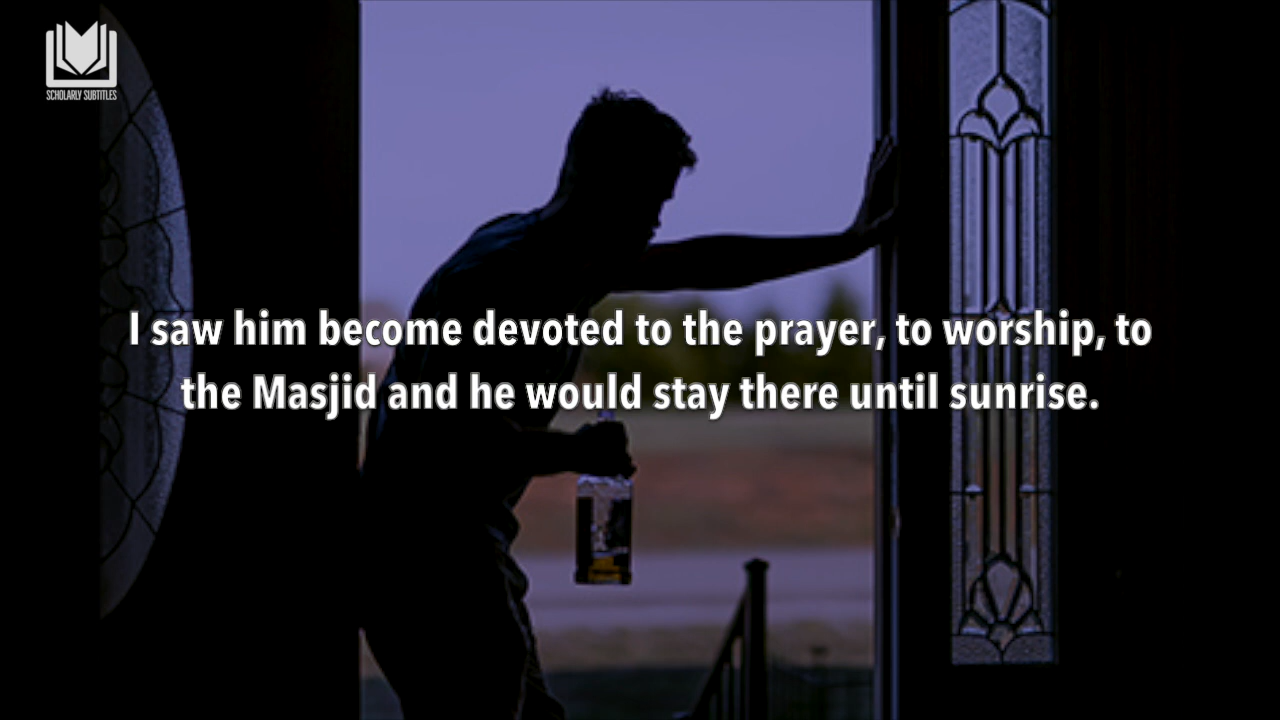 SCHOLARLY SUBTITLES
I saw him become devoted to the prayer, to worship, to
the Masjid and he would stay there until sunrise.